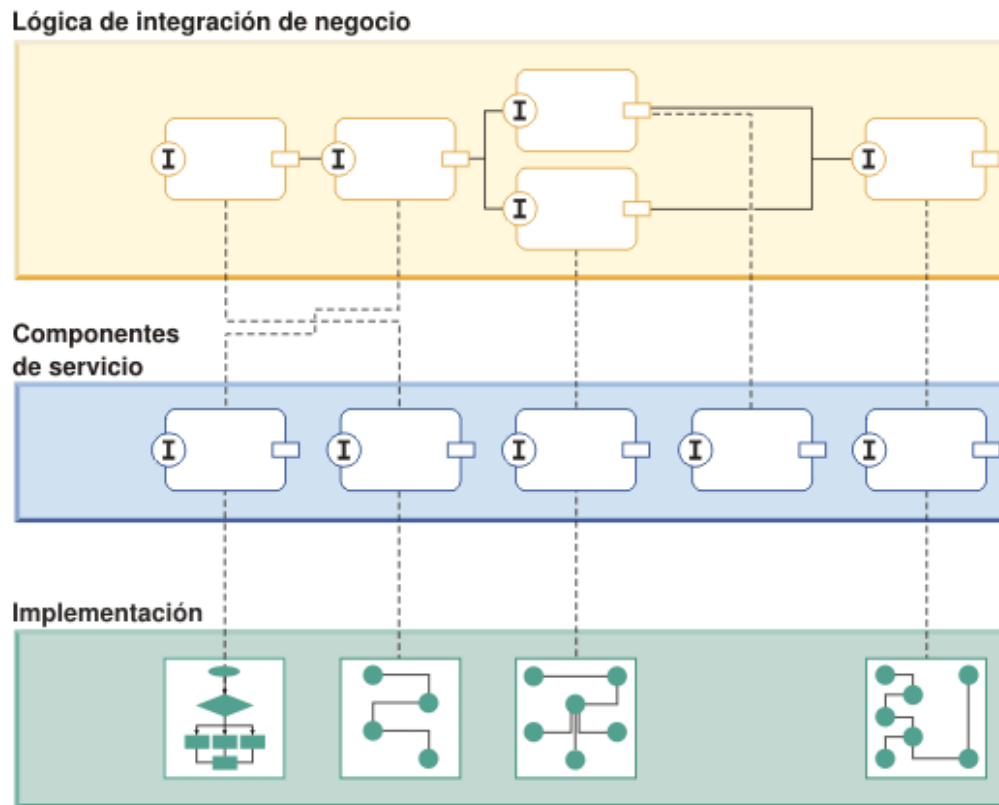 Lógica de integración de negocio
I
I
I
I
I
Componentes
de servicio
I
I
I
I
I
Implementación